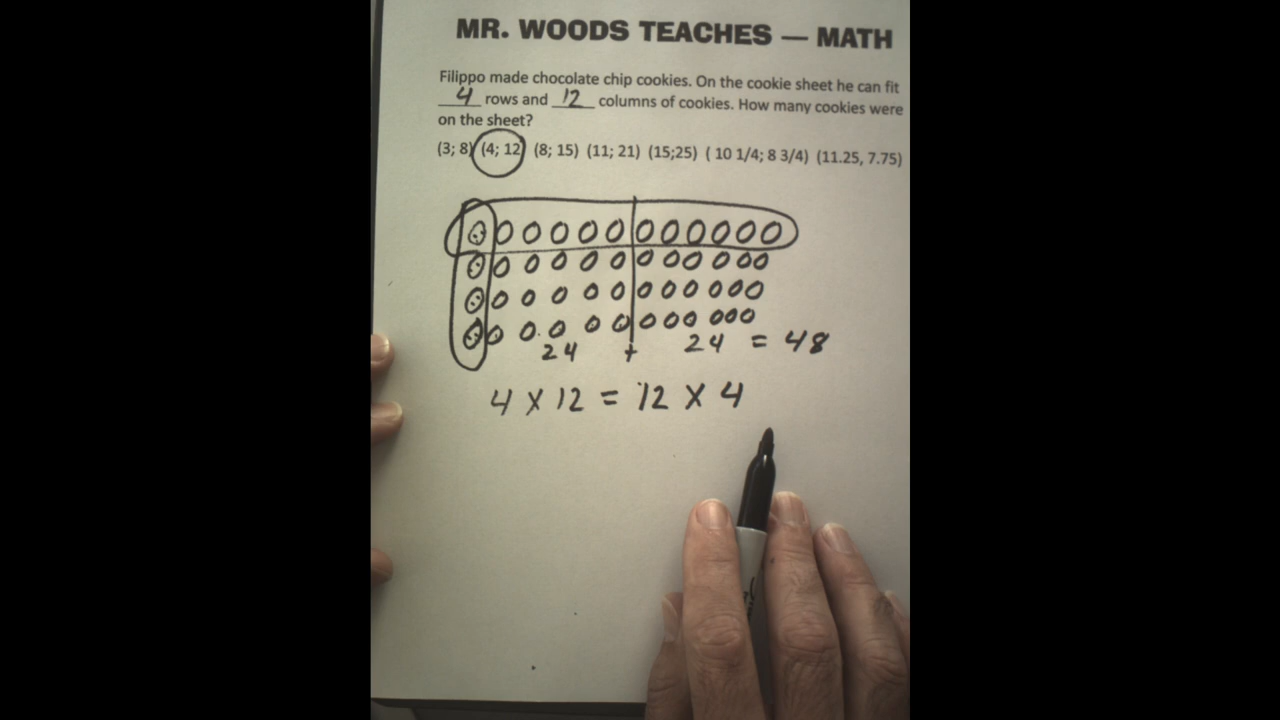 MR. WOODS TEACHES — MATH
Filippo made chocolate chip cookies. On the cookie sheet he can fit
4 rows and 12 columns of cookies. How many cookies were
on the sheet?
(3; 8) (4; 12) (8; 15) (11; 21) (15;25) ( 10 1/4; 8 3/4) (11.25, 7.75)
24 + 24 = 48
4 X 12 = 12 X 4